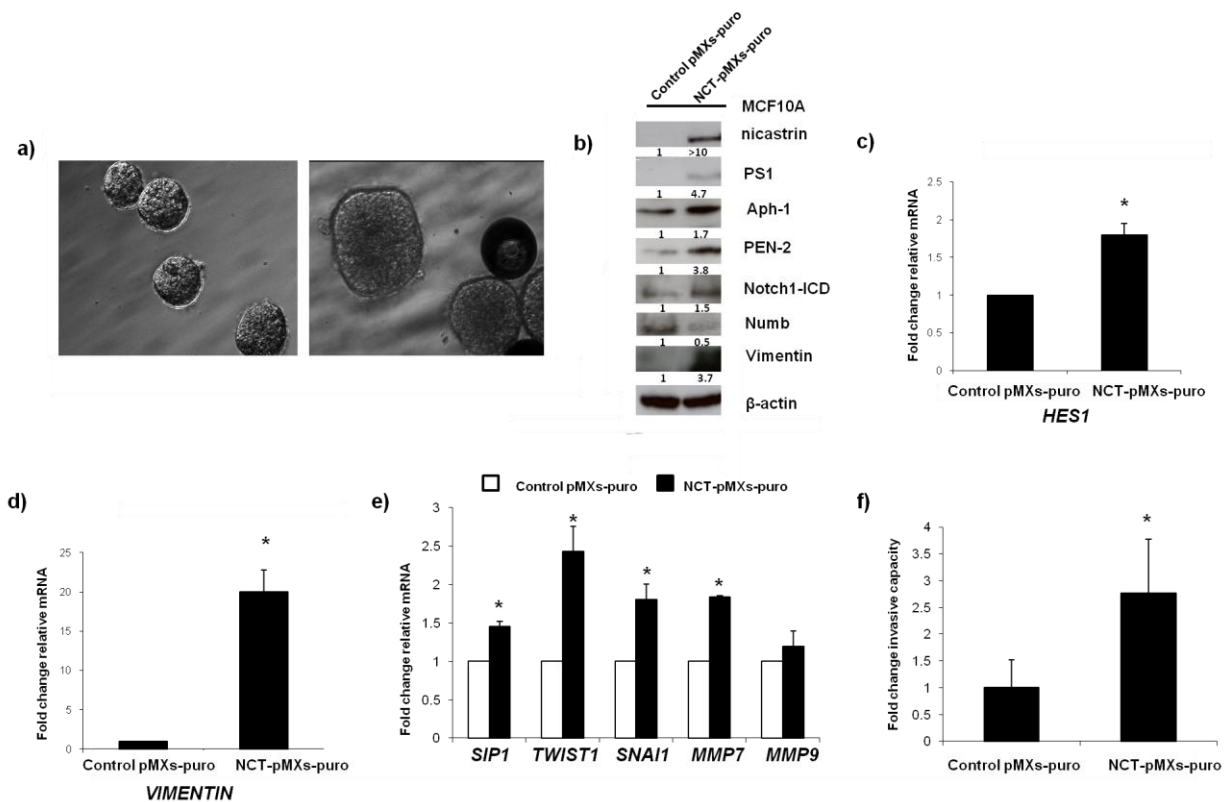 a)
b)
Control pMXs-puro
NCT-pMXs-puro
MCF10A
nicastrin
1 >10
PS1
1 4.7
Aph-1
1 1.7
PEN-2
1 3.8
Notch1-ICD
1 1.5
Numb
1 0.5
Vimentin
1 3.7
β-actin
c)
Fold change relative mRNA
2.5
2
1.5
1
0.5
0
*
Control pMXs-puro NCT-pMXs-puro
HES1
d)
Fold change relative mRNA
25
20
15
10
5
0
*
Control pMXs-puro NCT-pMXs-puro
VIMENTIN
e)
Control pMXs-puro NCT-pMXs-puro
Fold change relative mRNA
3
2.5
2
1.5
1
0.5
0
* * * *
SIP1 TWIST1 SNAI1 MMP7 MMP9
f)
Fold change invasive capacity
4
3.5
3
2.5
2
1.5
1
0.5
0
*
Control pMXs-puro NCT-pMXs-puro